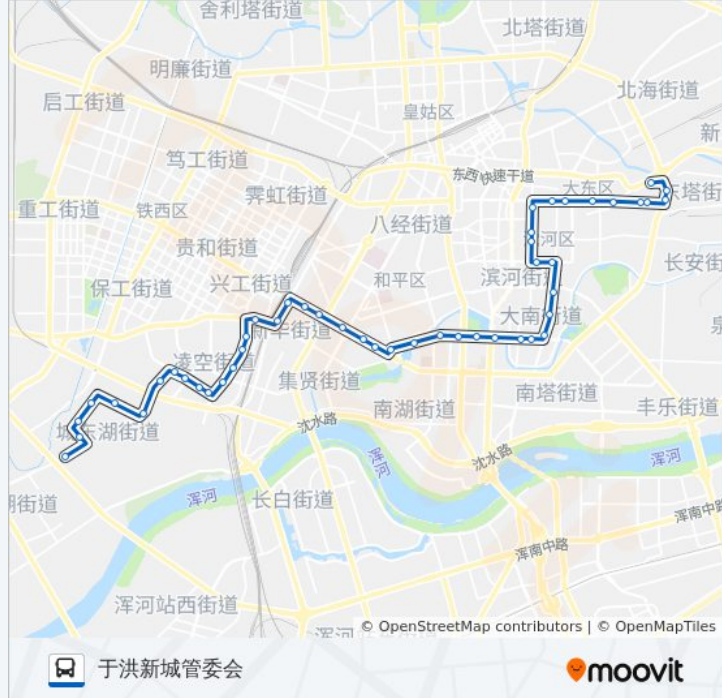 舎利塔街道
北塔街道
明廉街道
北海街道
启工街道
皇姑区
新
笃工街道
东西快速干道
霁虹街道
大东区
东塔街
重工街道
铁西区
八经街道
河区
贵和街道
长安街
滨河街
兴工街道
和平区
保工街道
大南街道
新华街道
凌空街道
集贤街道
南塔街道
南湖街道
丰乐街道
沈水路
城东湖街道
浑河
沈水路
浑河
浑河
长白街道
湖街道
浑南中路
浑南中路
浑河站西街道
© OpenStreetMap contributors | © OpenMapTiles
于洪新城管委会
moovit